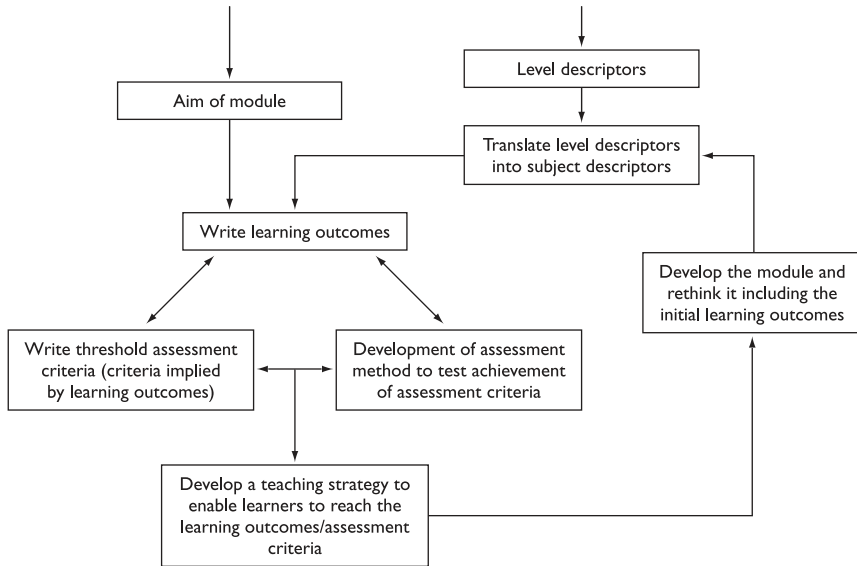 Level descriptors
Aim of module
Translate level descriptors
into subject descriptors
Write learning outcomes
Develop the module and
rethink it including the
initial learning outcomes
Write threshold assessment
criteria (criteria implied
by learning outcomes)
Development of assessment
method to test achievement
of assessment criteria
Develop a teaching strategy to
enable learners to reach the
learning outcomes/assessment
criteria